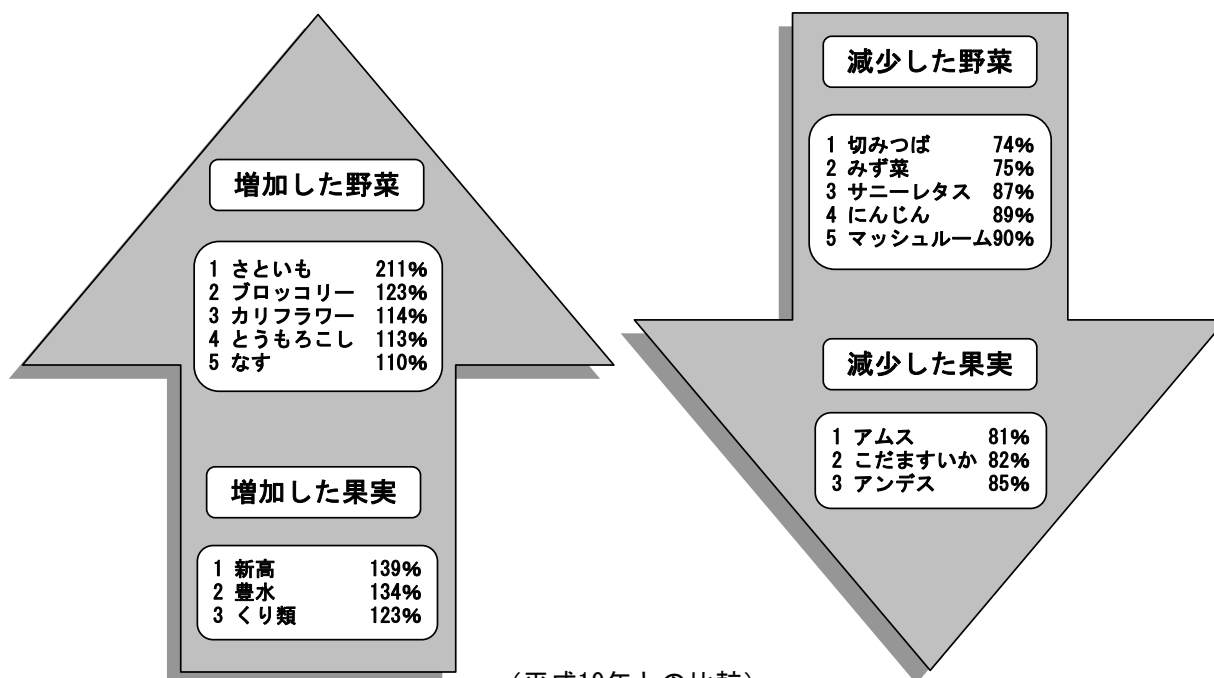 増加した野菜
1 さといも 211%
2 ブロッコリー 123%
3 カリフラワー 114%
4 とうもろこし 113%
5 なす 110%
増加した果実
1 新高 139%
2 豊水 134%
3 くり類 123%
減少した野菜
1 切みつば 74%
2 みず菜 75%
3 サニーレタス 87%
4 にんじん 89%
5 マッシュルーム90%
減少した果実
1 アムス 81%
2 こだますいか 82%
3 アンデス 85%